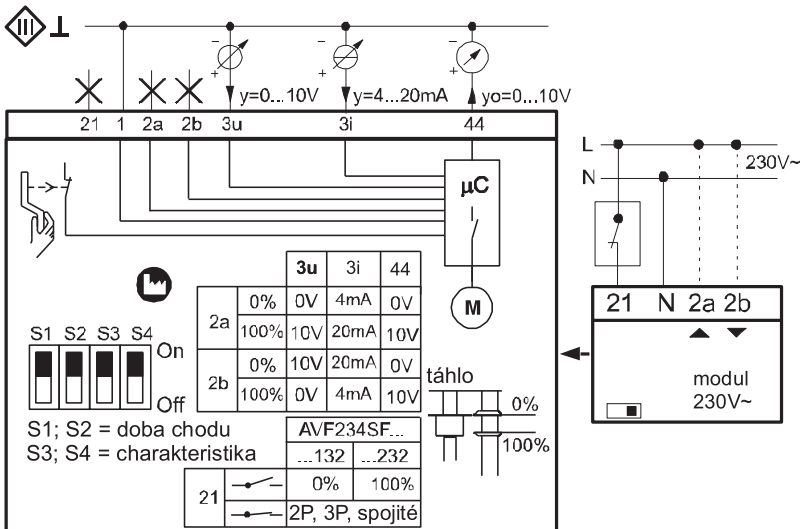 III
- - -
+ + +
y=0...10V y=4...20mA yo=0...10V
21 1 2a 2b 3u 3i 44
L
N
230V~
µC
M
3u 3i 44
2a 0% 0V 4mA 0V
100% 10V 20mA 10V
2b 0% 10V 20mA 0V
100% 0V 4mA 10V
S1 S2 S3 S4
On
Off
S1; S2 = doba chodu
S3; S4 = charakteristika
táhlo
0%
100%
AVF234SF...
...132 ...232
21 0% 100%
2P, 3P, spojité
21 N 2a 2b
modul
230V~